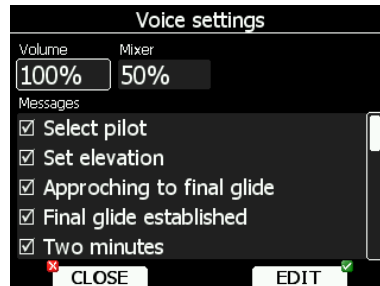 Voice settings
Volume Mixer
100% 50%
Messages
Select pilot
Set elevation
Approching to final glide
Final glide established
Two minutes
CLOSE EDIT